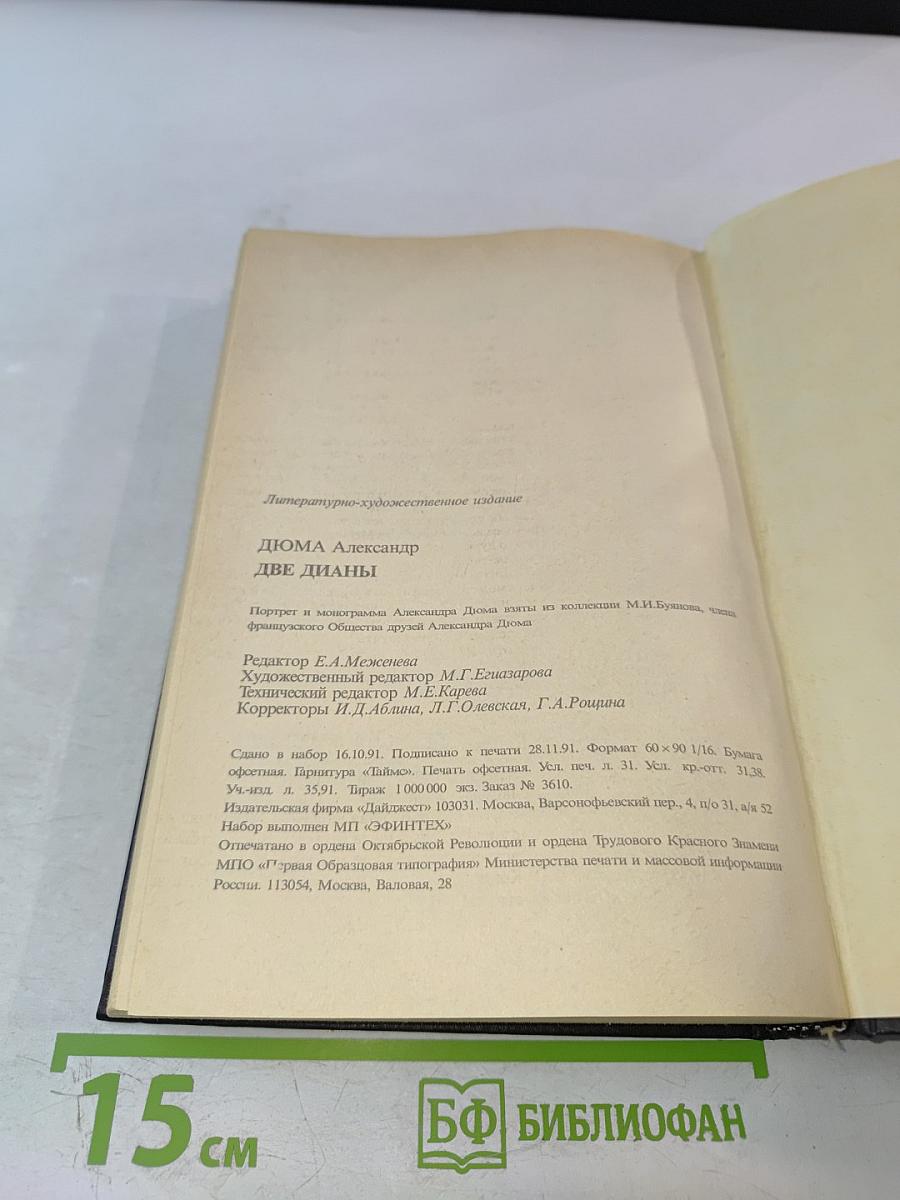 Литературно-художественное издание
ДЮМА Александр
ДВЕ ДИАНЫ
Портрет и монограмма Александра Дюма взяты из коллекции М.И.Буянова, члена
французского Общества друзей Александра Дюма
Редактор Е.А.Меженева
Художественный редактор М.Г.Егиазарова
Технический редактор М.Е.Карева
Корректоры И.Д.Аблина, Л.Г.Олевская, Г.А.Рощина
Сдано в набор 16.10.91. Подписано к печати 28.11.91. Формат 60×90 1/16. Бумага
офсетная. Гарнитура «Таймс». Печать офсетная. Усл. печ. л. 31. Усл. кр.-отт. 31,38.
Уч.-изд. л. 35,91. Тираж 1 000 000 экз. Заказ № 3610.
Издательская фирма «Дайджест» 103031. Москва, Варсонофьевский пер., 4, п/о 31, а/я 52
Набор выполнен МП «ЭФИНТЕХ»
Отпечатано в ордена Октябрьской Революции и ордена Трудового Красного Знамени
МПО «Первая Образцовая типография» Министерства печати и массовой информации
России. 113054, Москва, Валовая, 28
15 см
БФ БИБЛИОФАН